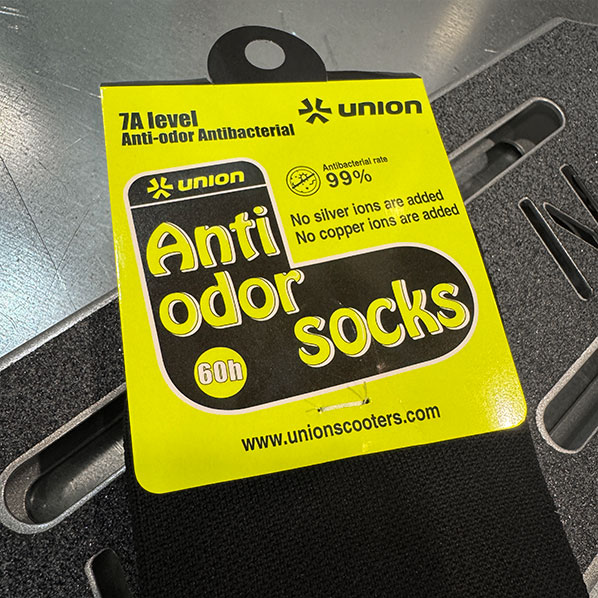 7A level
Anti-odor Antibacterial
UNION
Antibacterial rate
99%
No silver ions are added
No copper ions are added
UNION
Anti
odor
socks
60h
www.unionscooters.com